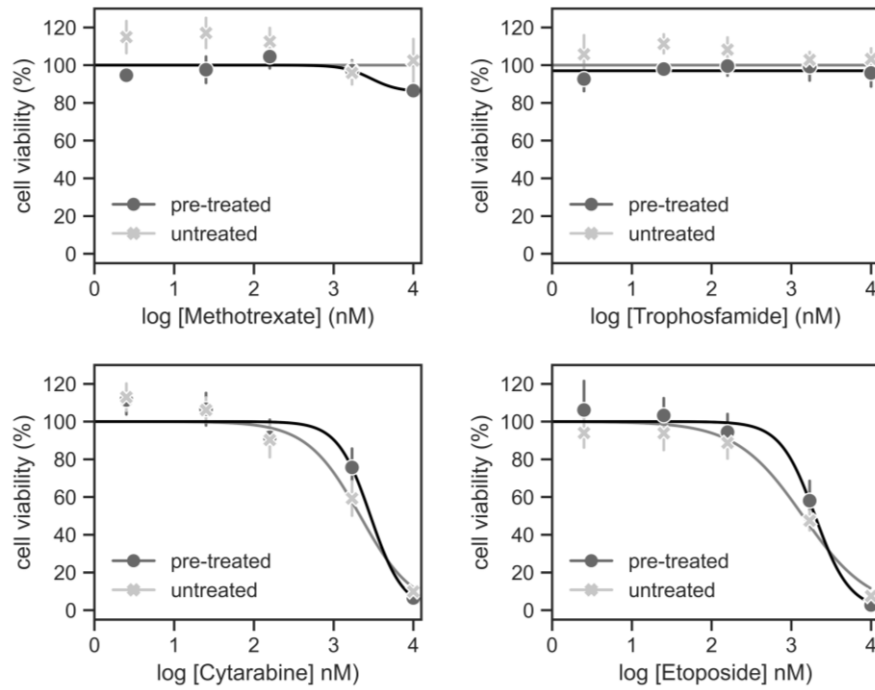 120
100
80
60
40
20
0
cell viability (%)
pre-treated
untreated
0 1 2 3 4
log [Methotrexate] (nM)
120
100
80
60
40
20
0
cell viability (%)
pre-treated
untreated
0 1 2 3 4
log [Trophosfamide] (nM)
120
100
80
60
40
20
0
cell viability (%)
pre-treated
untreated
0 1 2 3 4
log [Cytarabine] nM)
120
100
80
60
40
20
0
cell viability (%)
pre-treated
untreated
0 1 2 3 4
log [Etoposide] nM)